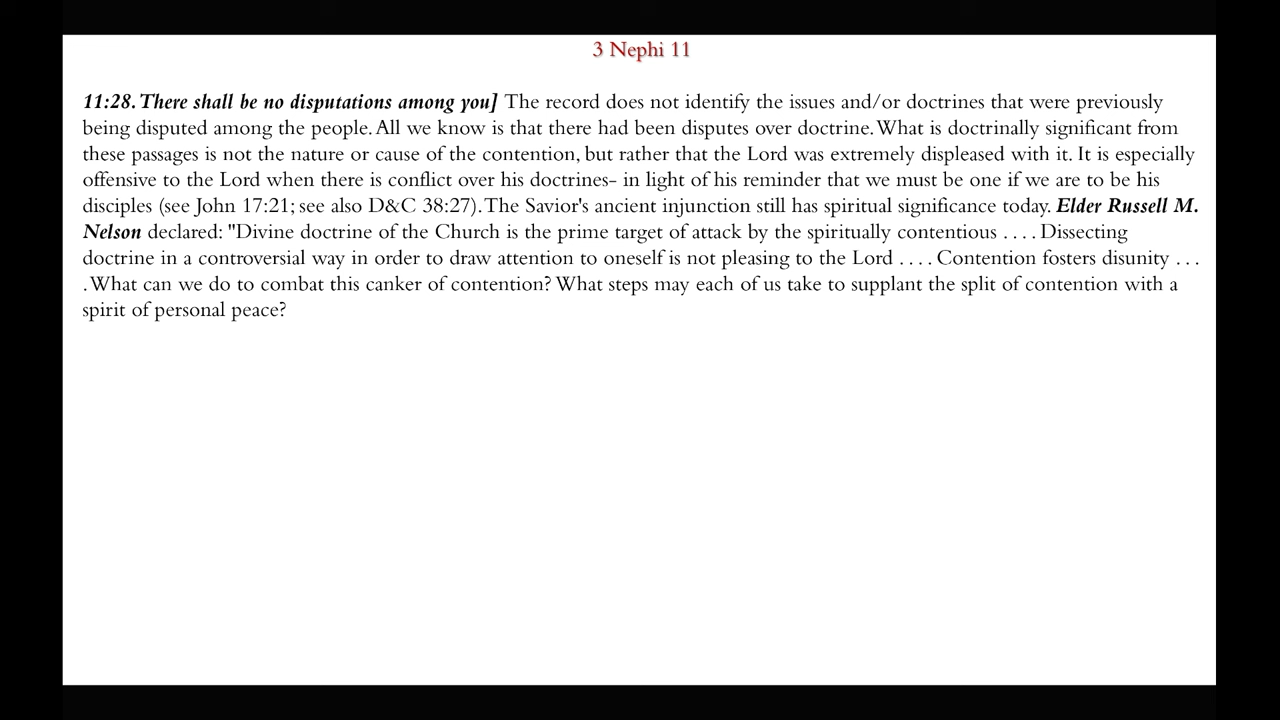 3 Nephi 11
11:28. There shall be no disputations among you] The record does not identify the issues and/or doctrines that were previously
being disputed among the people. All we know is that there had been disputes over doctrine. What is doctrinally significant from
these passages is not the nature or cause of the contention, but rather that the Lord was extremely displeased with it. It is especially
offensive to the Lord when there is conflict over his doctrines- in light of his reminder that we must be one if we are to be his
disciples (see John 17:21; see also D&C 38:27). The Savior's ancient injunction still has spiritual significance today. Elder Russell M.
Nelson declared: "Divine doctrine of the Church is the prime target of attack by the spiritually contentious . . . . Dissecting
doctrine in a controversial way in order to draw attention to oneself is not pleasing to the Lord . . . . Contention fosters disunity . . .
. What can we do to combat this canker of contention? What steps may each of us take to supplant the split of contention with a
spirit of personal peace?